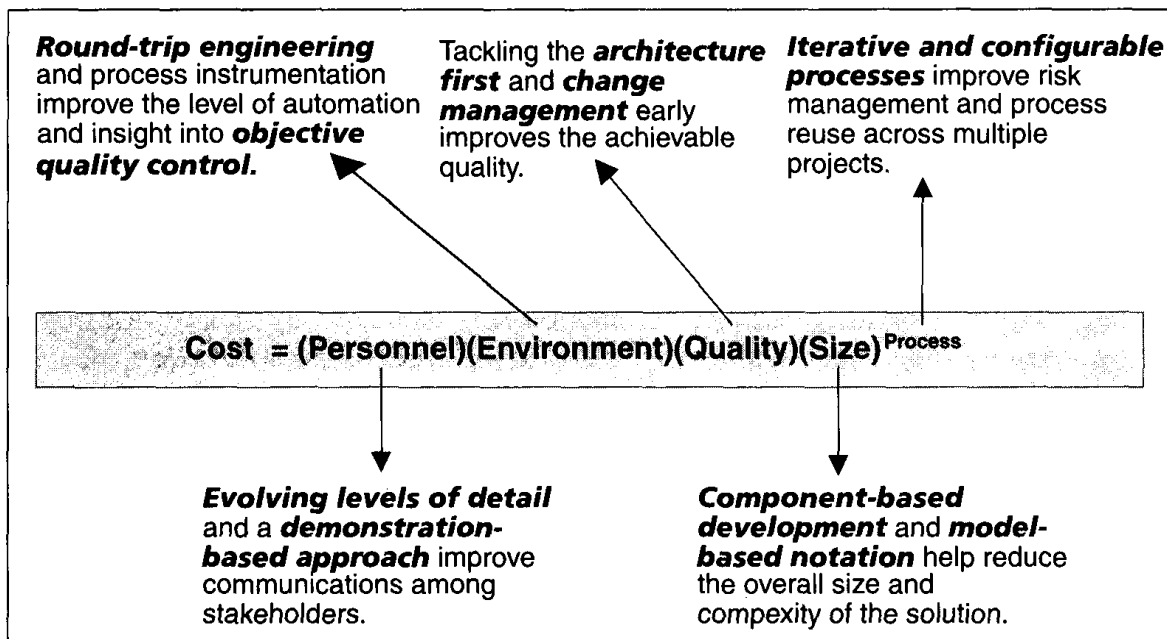 Round-trip engineering
and process instrumentation
improve the level of automation
and insight into objective
quality control.
Tackling the architecture
first and change
management early
improves the achievable
quality.
Iterative and configurable
processes improve risk
management and process
reuse across multiple
projects.
Cost = (Personnel)(Environment)(Quality)(Size)Process
Evolving levels of detail
and a demonstration-
based approach improve
communications among
stakeholders.
Component-based
development and model-
based notation help reduce
the overall size and
compexity of the solution.